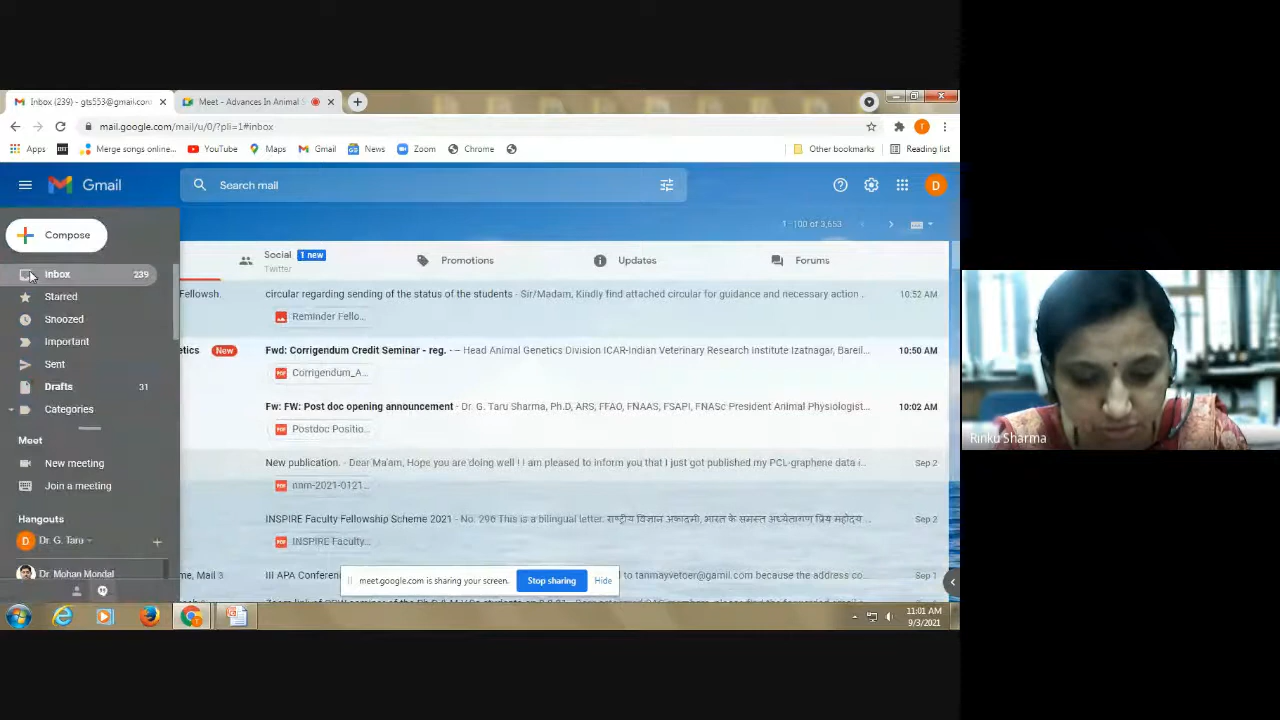 Inbox (239) - gts553@gmail.com
Meet - Advances In Animal S
mail.google.com/mail/u/0/?pli=1#inbox
Apps
Merge songs online...
YouTube
Maps
Gmail
News
Zoom
Chrome
Other bookmarks
Reading list
T
Gmail
Search mail
D
Compose
1–100 of 3,653
Inbox 239
Starred
Snoozed
Important
Sent
Drafts 31
Categories
Meet
New meeting
Join a meeting
Hangouts
D Dr. G. Taru
Dr. Mohan Mondal
Social 1 new
Twitter
Promotions
Updates
Forums
Fellowsh. circular regarding sending of the status of the students - Sir/Madam, Kindly find attached circular for guidance and necessary action ... 10:52 AM
Reminder Fello...
etics New Fwd: Corrigendum Credit Seminar - reg. - -- Head Animal Genetics Division ICAR-Indian Veterinary Research Institute Izatnagar, Bareil... 10:50 AM
PDF Corrigendum_A...
Fw: FW: Post doc opening announcement - Dr. G. Taru Sharma, Ph.D, ARS, FFAO, FNAAS, FSAPI, FNASc President Animal Physiologist... 10:02 AM
PDF Postdoc Positio...
New publication. - Dear Ma'am, Hope you are doing well ! I am pleased to inform you that I just got published my PCL-graphene data i... Sep 2
PDF nnm-2021-0121...
INSPIRE Faculty Fellowship Scheme 2021 - No. 296 This is a bilingual letter. राष्ट्रीय विज्ञान अकादमी, भारत के समस्त प्रिय महोदय ... Sep 2
PDF INSPIRE Faculty...
me, Mail 3 III APA Conferen to tanmayvetoer@gamil.com because the address co... Sep 1
meet.google.com is sharing your screen.
Stop sharing
Hide
11:01 AM
9/3/2021
Rinku Sharma